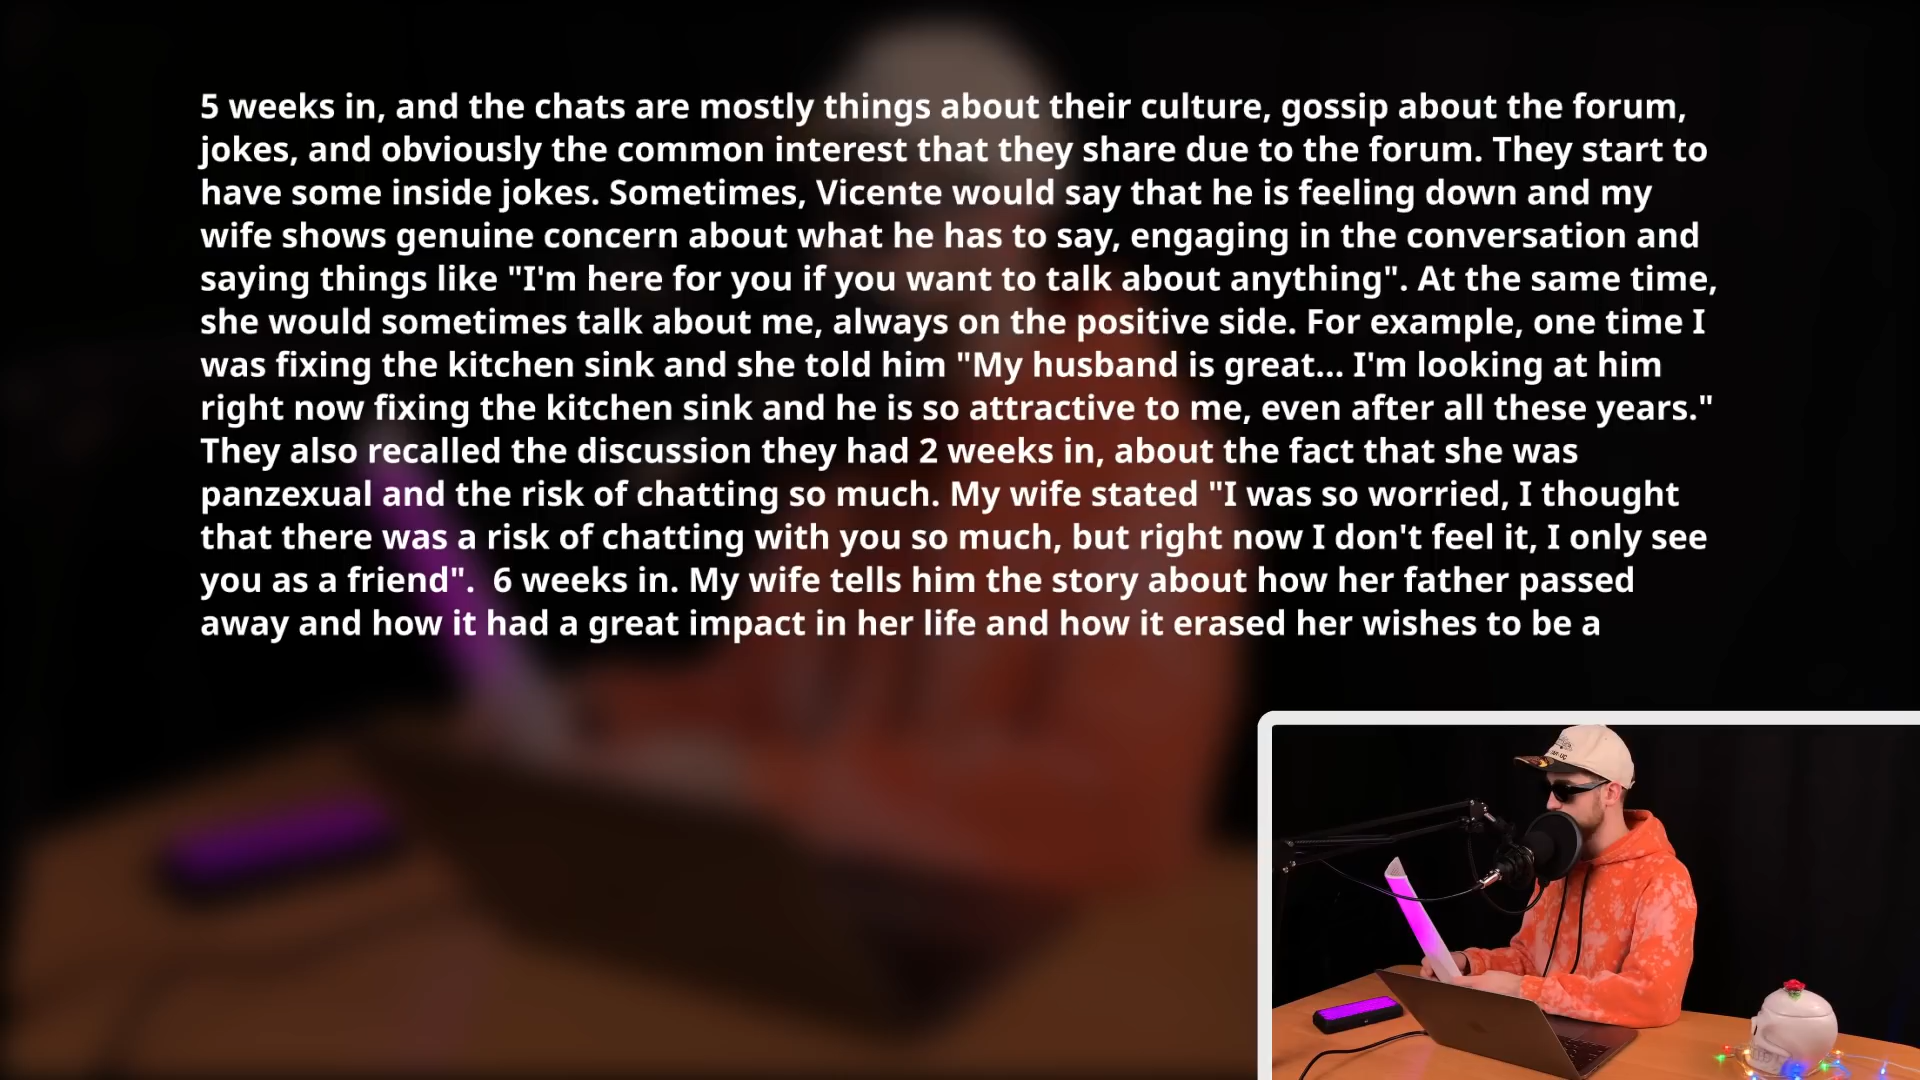 5 weeks in, and the chats are mostly things about their culture, gossip about the forum,
jokes, and obviously the common interest that they share due to the forum. They start to
have some inside jokes. Sometimes, Vicente would say that he is feeling down and my
wife shows genuine concern about what he has to say, engaging in the conversation and
saying things like "I'm here for you if you want to talk about anything". At the same time,
she would sometimes talk about me, always on the positive side. For example, one time I
was fixing the kitchen sink and she told him "My husband is great... I'm looking at him
right now fixing the kitchen sink and he is so attractive to me, even after all these years."
They also recalled the discussion they had 2 weeks in, about the fact that she was
panzexual and the risk of chatting so much. My wife stated "I was so worried, I thought
that there was a risk of chatting with you so much, but right now I don't feel it, I only see
you as a friend".  6 weeks in. My wife tells him the story about how her father passed
away and how it had a great impact in her life and how it erased her wishes to be a